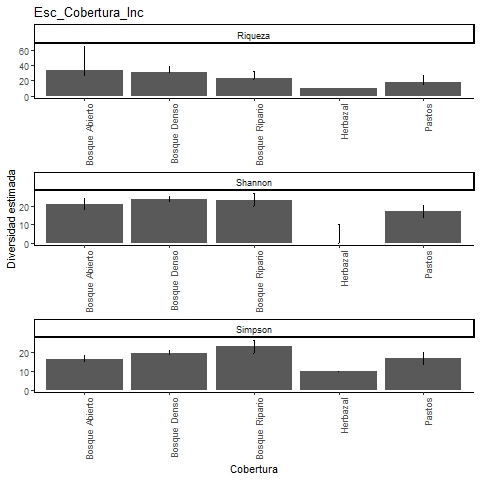 Esc_Cobertura_Inc
Riqueza
60
40
20
0
Bosque Abierto
Bosque Denso
Bosque Ripario
Herbazal
Pastos
Diversidad estimada
Shannon
20
10
0
Bosque Abierto
Bosque Denso
Bosque Ripario
Herbazal
Pastos
Simpson
20
10
0
Bosque Abierto
Bosque Denso
Bosque Ripario
Herbazal
Pastos
Cobertura